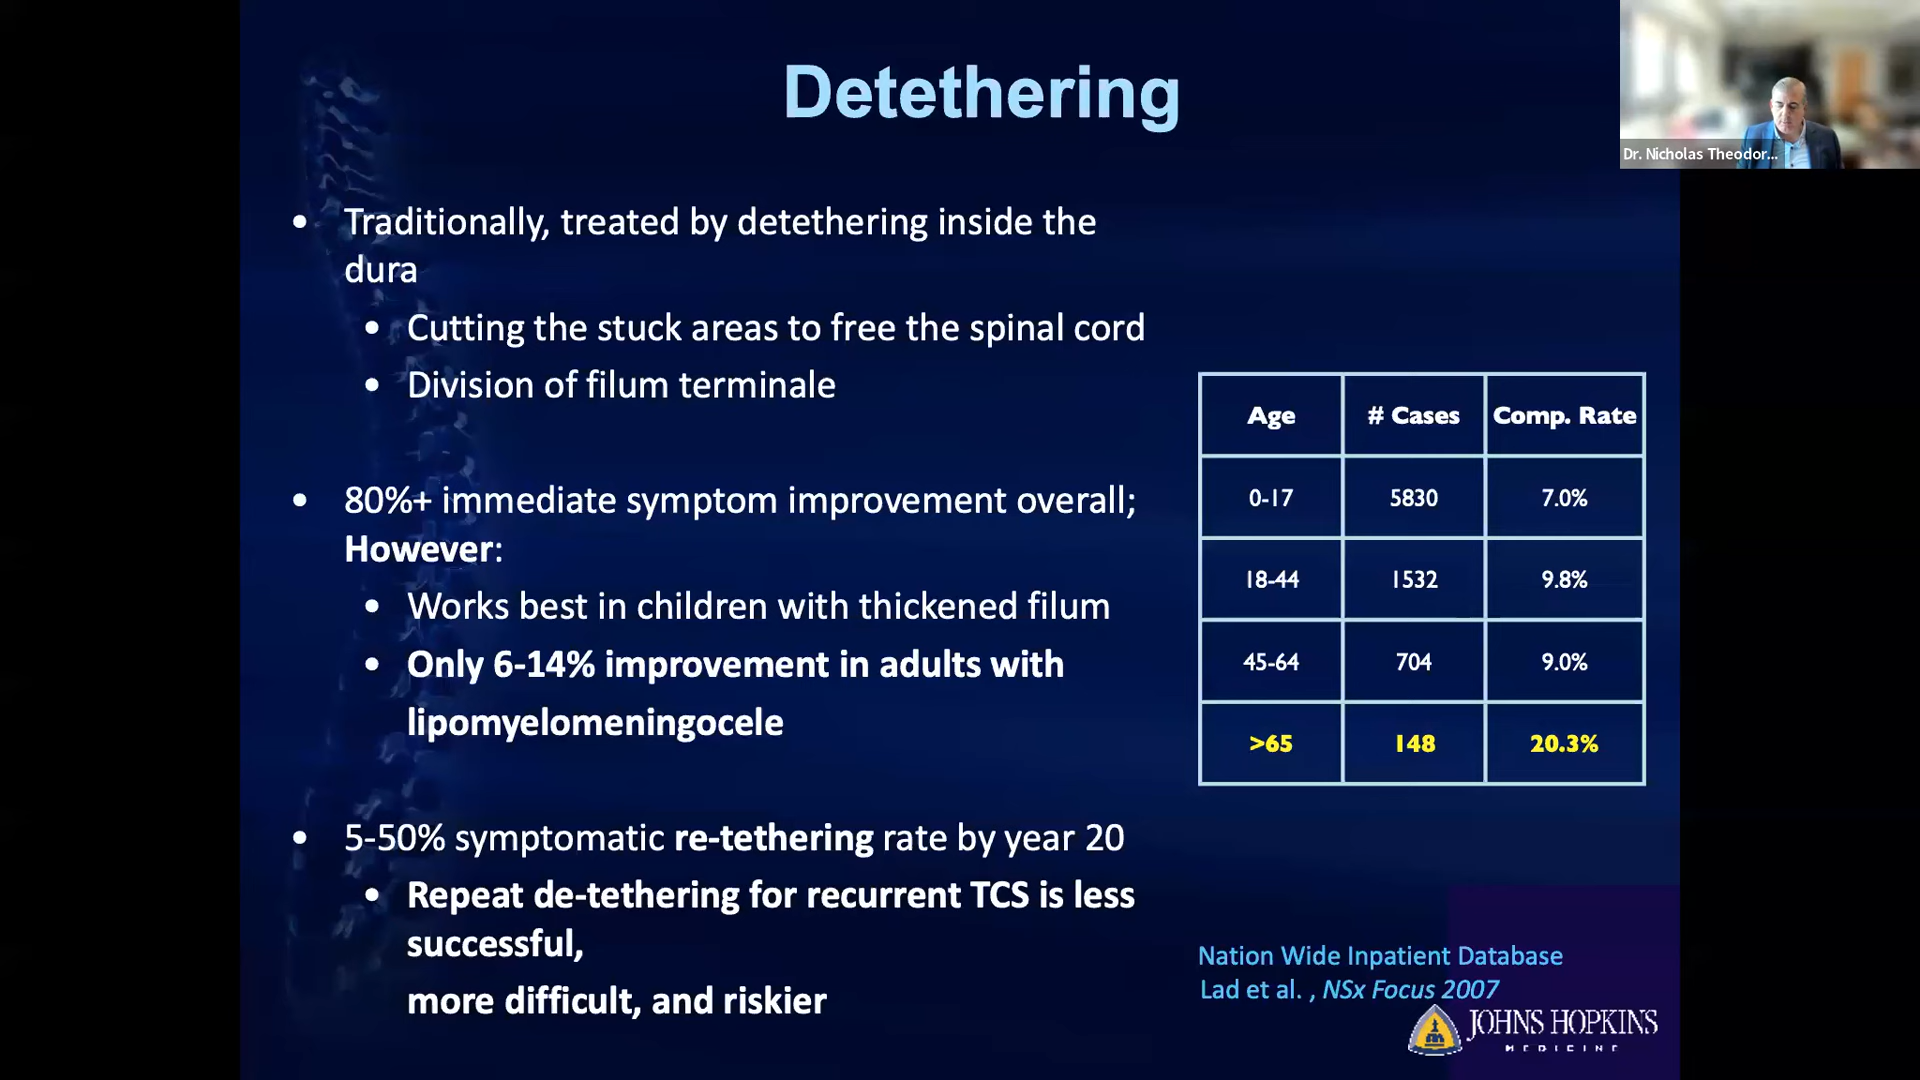 Detethering
Dr. Nicholas Theodor...
• Traditionally, treated by detethering inside the
dura
• Cutting the stuck areas to free the spinal cord
• Division of filum terminale
• 80%+ immediate symptom improvement overall;
However:
• Works best in children with thickened filum
• Only 6-14% improvement in adults with
lipomyelomeningocele
• 5-50% symptomatic re-tethering rate by year 20
• Repeat de-tethering for recurrent TCS is less
successful,
more difficult, and riskier
Age # Cases Comp. Rate
0-17 5830 7.0%
18-44 1532 9.8%
45-64 704 9.0%
>65 148 20.3%
Nation Wide Inpatient Database
Lad et al. , NSx Focus 2007
JOHNS HOPKINS
MEDICINE